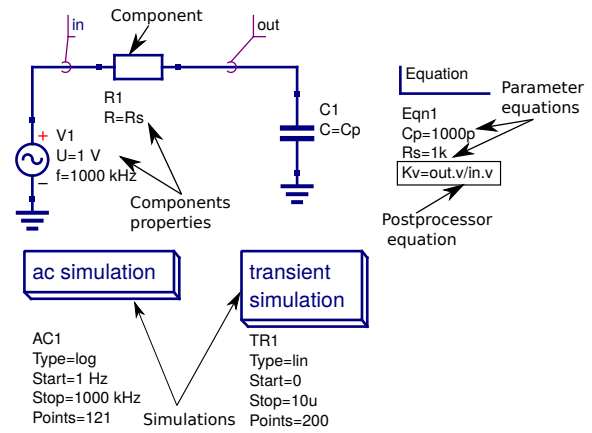 Component
in
out
R1
R=Rs
C1
C=Cp
+
V1
U=1 V
f=1000 kHz
−
Components
properties
Equation
Eqn1
Cp=1000p
Rs=1k
Kv=out.v/in.v
Parameter
equations
Postprocessor
equation
ac simulation
AC1
Type=log
Start=1 Hz
Stop=1000 kHz
Points=121
Simulations
transient
simulation
TR1
Type=lin
Start=0
Stop=10u
Points=200